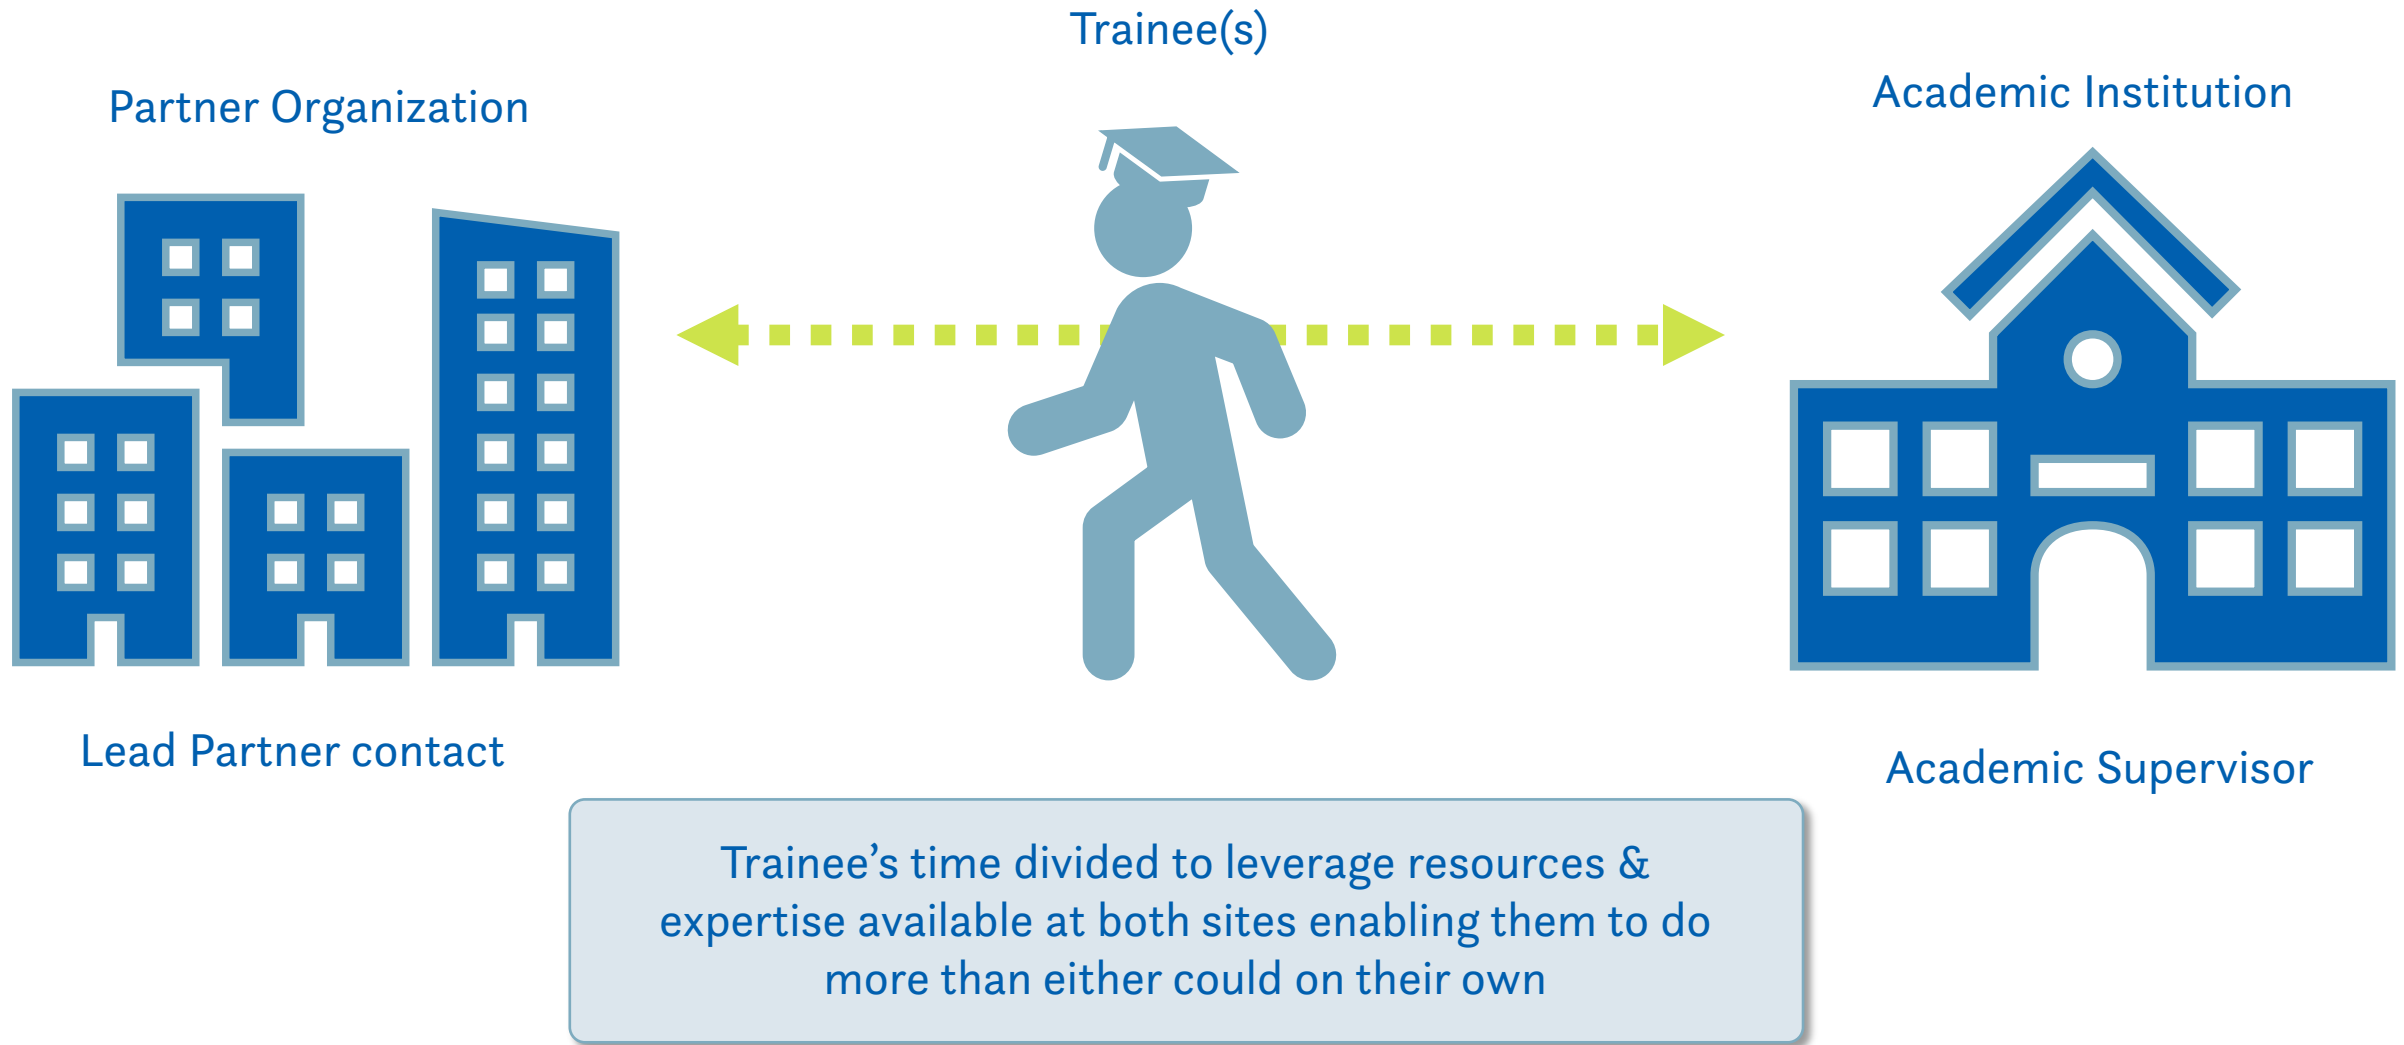 Trainee(s)
Partner Organization
Academic Institution
Lead Partner contact
Academic Supervisor
Trainee’s time divided to leverage resources &
expertise available at both sites enabling them to do
more than either could on their own